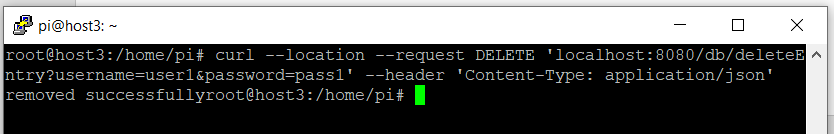 pi@host3: ~
root@host3:/home/pi# curl --location --request DELETE 'localhost:8080/db/deleteE
ntry?username=user1&password=pass1' --header 'Content-Type: application/json'
removed successfullyroot@host3:/home/pi#